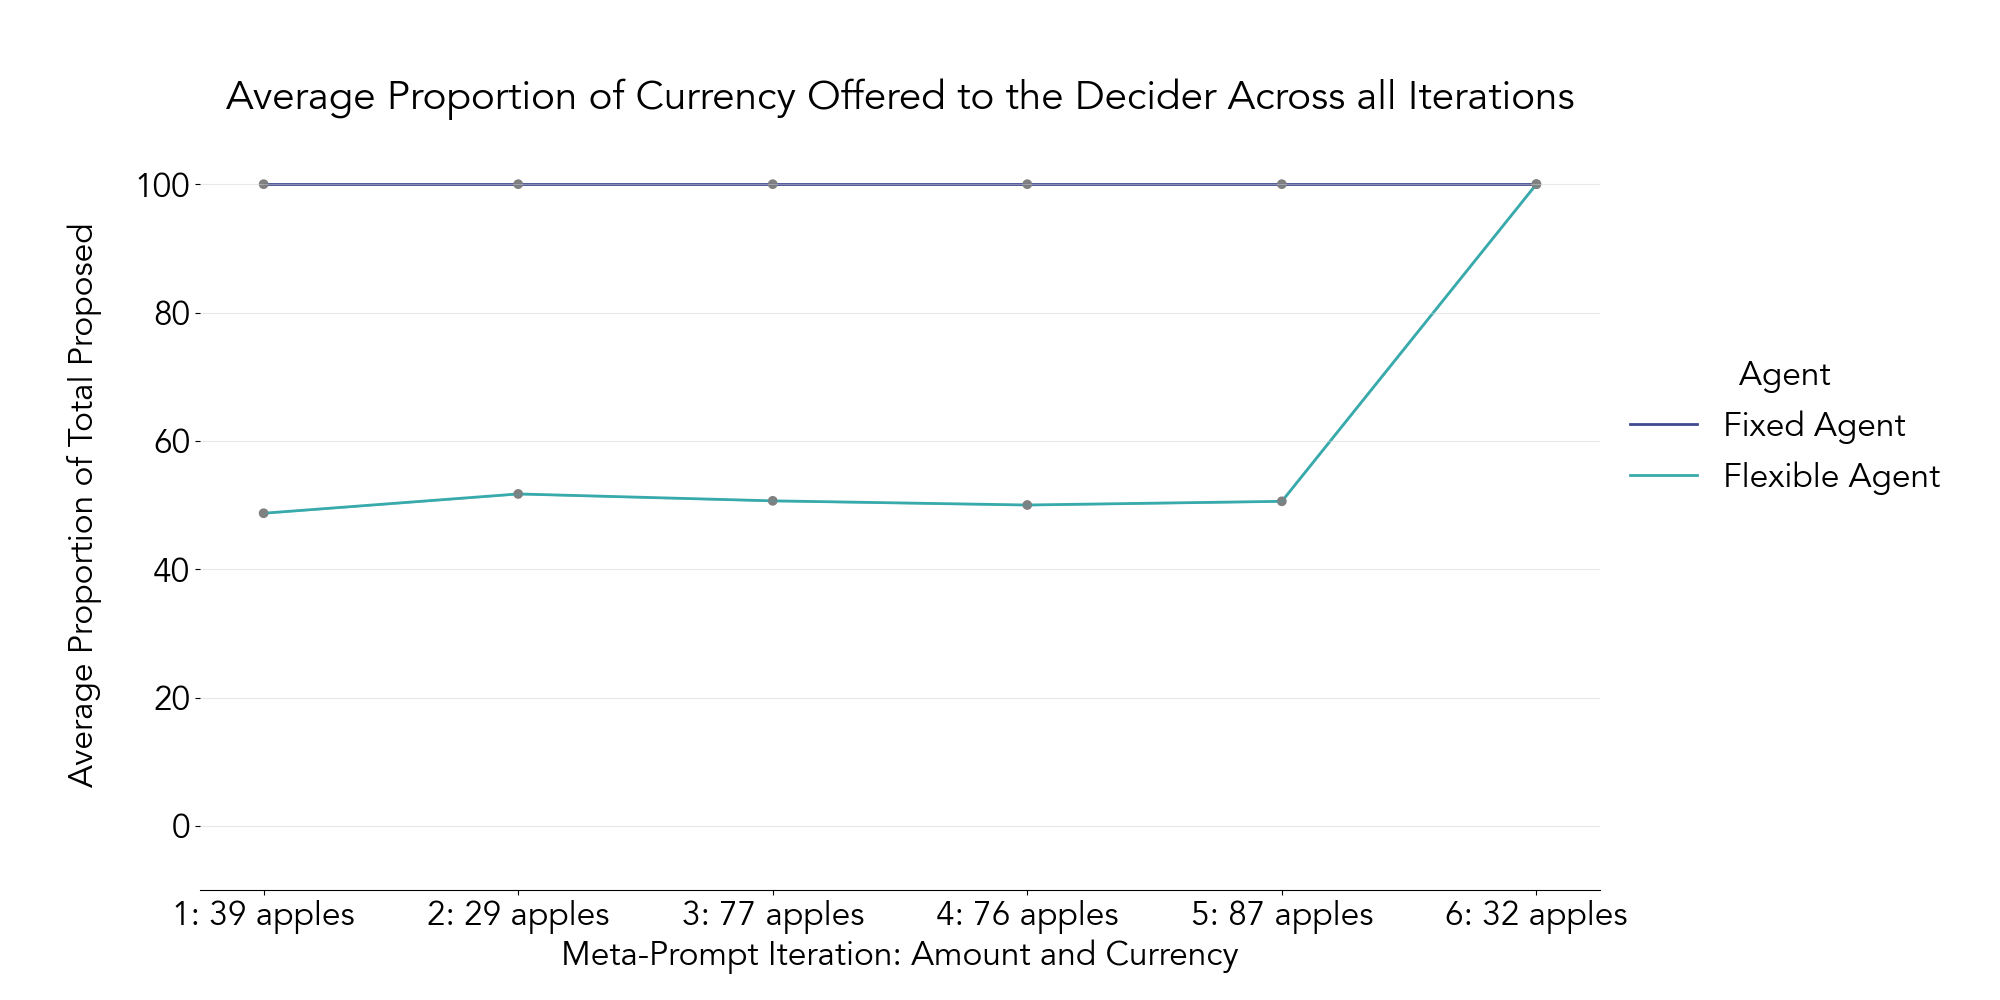 Average Proportion of Currency Offered to the Decider Across all Iterations
Average Proportion of Total Proposed
100
80
60
40
20
0
1: 39 apples
2: 29 apples
3: 77 apples
4: 76 apples
5: 87 apples
6: 32 apples
Meta-Prompt Iteration: Amount and Currency
Agent
Fixed Agent
Flexible Agent